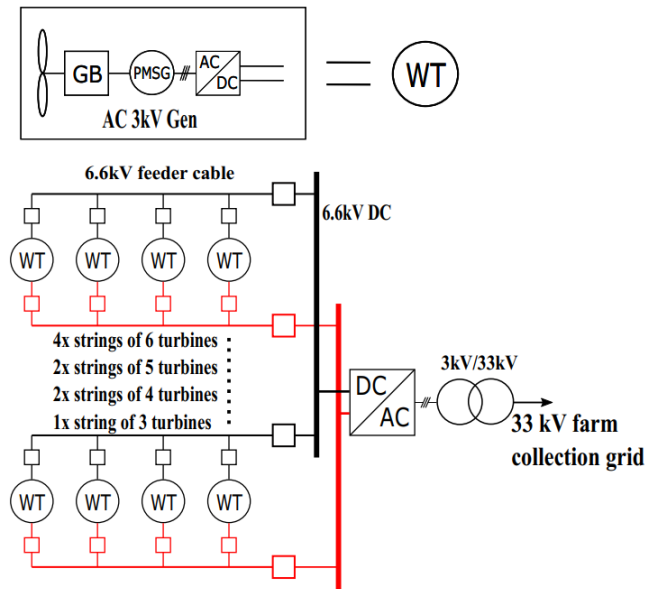 GB
PMSG
AC
DC
AC 3kV Gen
WT
6.6kV feeder cable
6.6kV DC
WT WT WT WT
4x strings of 6 turbines
2x strings of 5 turbines
2x strings of 4 turbines
1x string of 3 turbines
DC
AC
3kV/33kV
33 kV farm
collection grid
WT WT WT WT